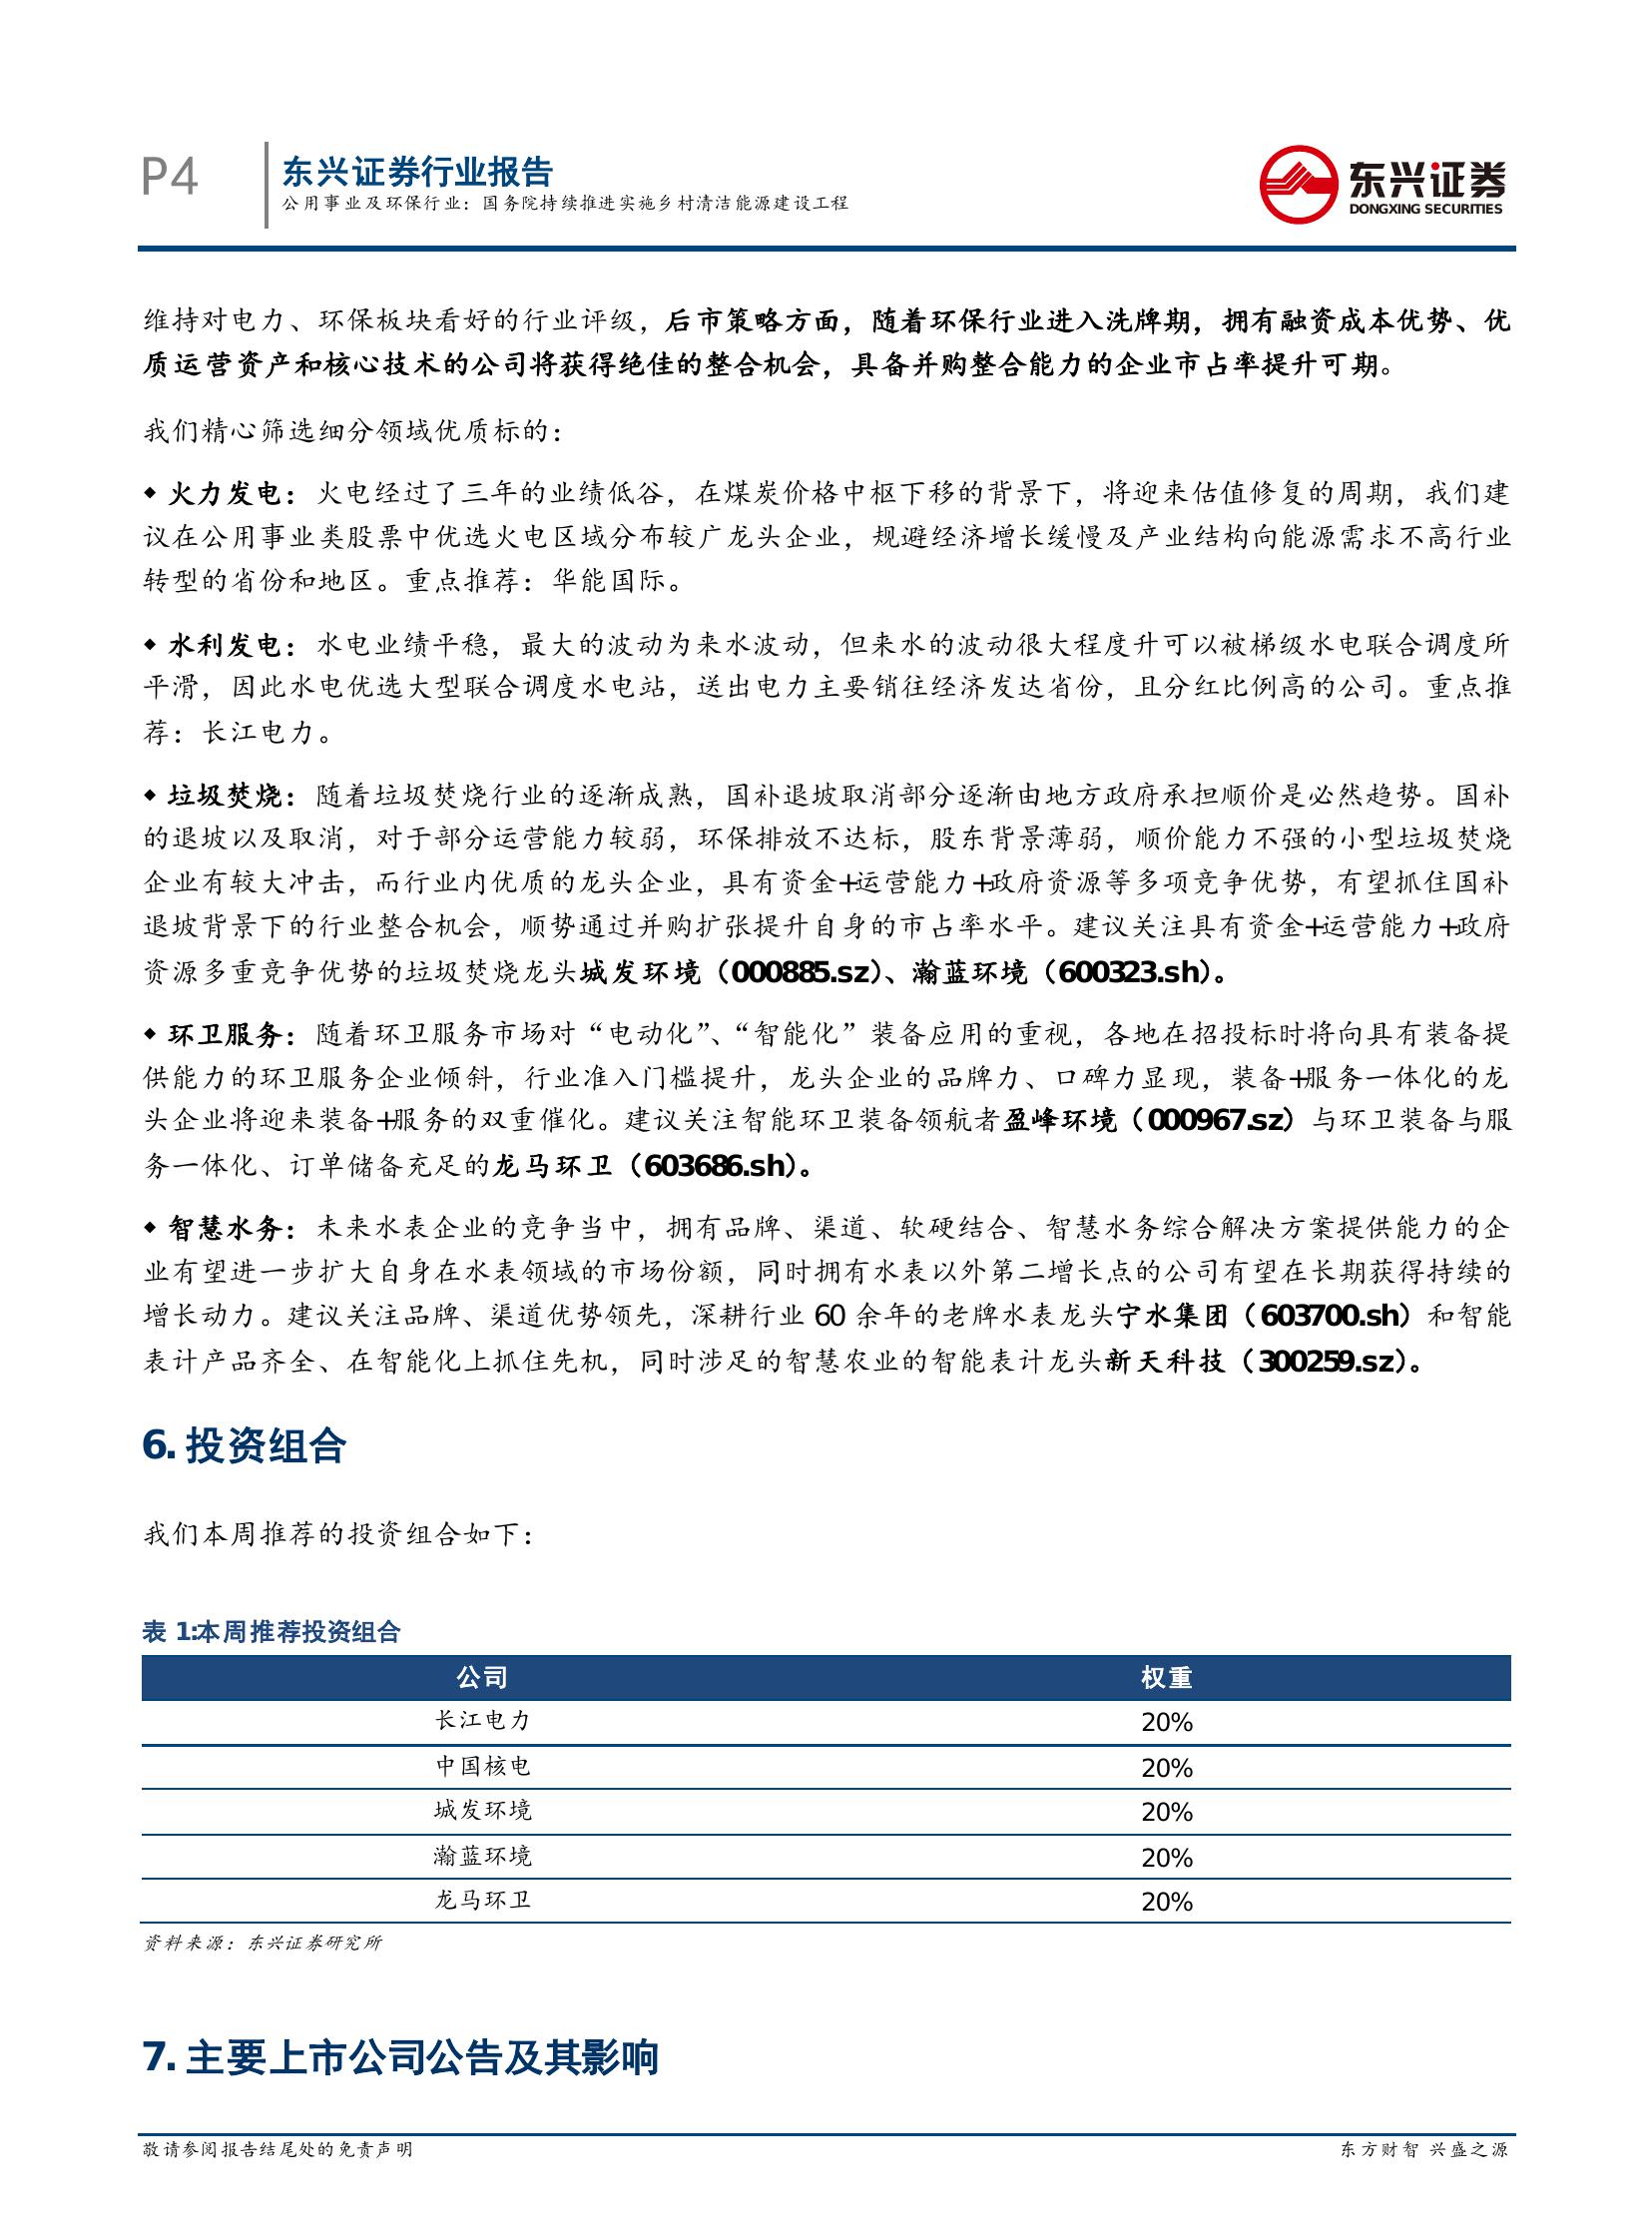 P4
东兴证券行业报告
公用事业及环保行业：国务院持续推进实施乡村清洁能源建设工程
东兴证券
DONGXING SECURITIES
维持对电力、环保板块看好的行业评级，后市策略方面，随着环保行业进入洗牌期，拥有融资成本优势、优
质运营资产和核心技术的公司将获得绝佳的整合机会，具备并购整合能力的企业市占率提升可期。
我们精心筛选细分领域优质标的：
◆ 火力发电：火电经过了三年的业绩低谷，在煤炭价格中枢下移的背景下，将迎来估值修复的周期，我们建
议在公用事业类股票中优选火电区域分布较广龙头企业，规避经济增长缓慢及产业结构向能源需求不高行业
转型的省份和地区。重点推荐：华能国际。
◆ 水利发电：水电业绩平稳，最大的波动为来水波动，但来水的波动很大程度升可以被梯级水电联合调度所
平滑，因此水电优选大型联合调度水电站，送出电力主要销往经济发达省份，且分红比例高的公司。重点推
荐：长江电力。
◆ 垃圾焚烧：随着垃圾焚烧行业的逐渐成熟，国补退坡取消部分逐渐由地方政府承担顺价是必然趋势。国补
的退坡以及取消，对于部分运营能力较弱，环保排放不达标，股东背景薄弱，顺价能力不强的小型垃圾焚烧
企业有较大冲击，而行业内优质的龙头企业，具有资金+运营能力+政府资源等多项竞争优势，有望抓住国补
退坡背景下的行业整合机会，顺势通过并购扩张提升自身的市占率水平。建议关注具有资金+运营能力+政府
资源多重竞争优势的垃圾焚烧龙头城发环境（000885.sz）、瀚蓝环境（600323.sh）。
◆ 环卫服务：随着环卫服务市场对“电动化”、“智能化”装备应用的重视，各地在招投标时将向具有装备提
供能力的环卫服务企业倾斜，行业准入门槛提升，龙头企业的品牌力、口碑力显现，装备+服务一体化的龙
头企业将迎来装备+服务的双重催化。建议关注智能环卫装备领航者盈峰环境（000967.sz）与环卫装备与服
务一体化、订单储备充足的龙马环卫（603686.sh）。
◆ 智慧水务：未来水表企业的竞争当中，拥有品牌、渠道、软硬结合、智慧水务综合解决方案提供能力的企
业有望进一步扩大自身在水表领域的市场份额，同时拥有水表以外第二增长点的公司有望在长期获得持续的
增长动力。建议关注品牌、渠道优势领先，深耕行业 60 余年的老牌水表龙头宁水集团（603700.sh）和智能
表计产品齐全、在智能化上抓住先机，同时涉足的智慧农业的智能表计龙头新天科技（300259.sz）。
6. 投资组合
我们本周推荐的投资组合如下：
表 1:本周推荐投资组合
公司 权重
长江电力 20%
中国核电 20%
城发环境 20%
瀚蓝环境 20%
龙马环卫 20%
资料来源：东兴证券研究所
7. 主要上市公司公告及其影响
敬请参阅报告结尾处的免责声明 东方财智 兴盛之源